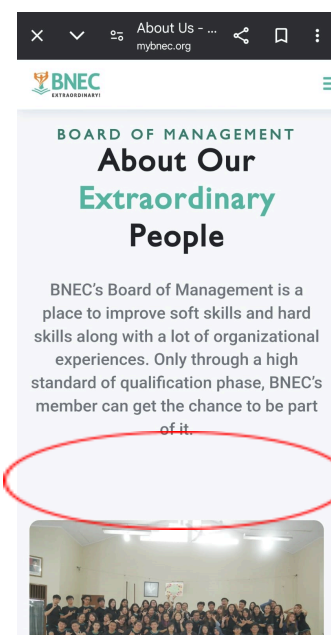 About Us - ...
mybnec.org
BNEC
EXTRAORDINARY!
BOARD OF MANAGEMENT
About Our
Extraordinary
People
BNEC's Board of Management is a
place to improve soft skills and hard
skills along with a lot of organizational
experiences. Only through a high
standard of qualification phase, BNEC's
member can get the chance to be part
of it.